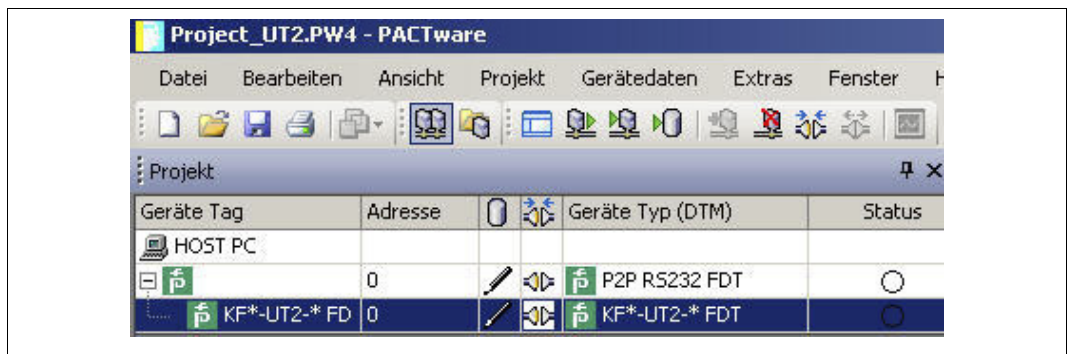 Project_UT2.PW4 - PACTware
Datei Bearbeiten Ansicht Projekt Gerätedaten Extras Fenster
Projekt
Geräte Tag Adresse Geräte Typ (DTM) Status
HOST PC
0 P2P RS232 FDT
KF*-UT2-* FD 0 KF*-UT2-* FDT